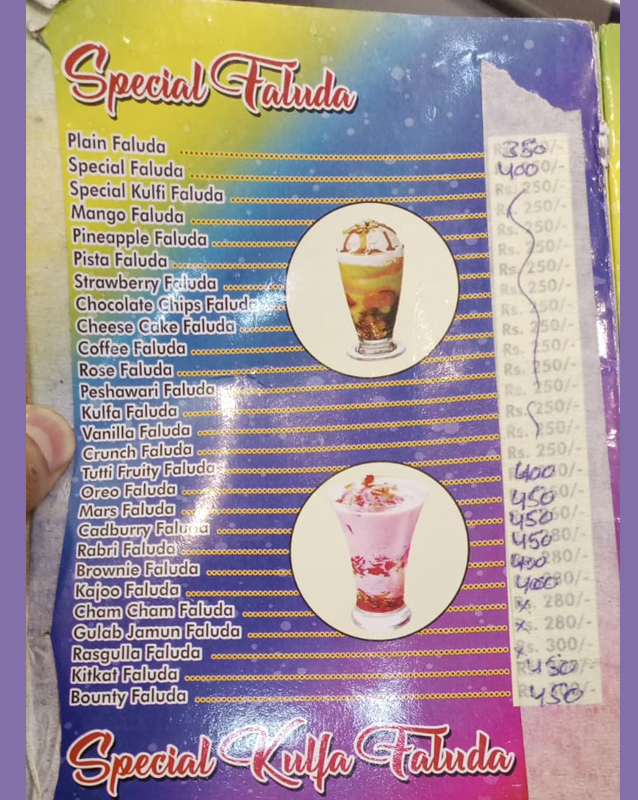 Special Faluda
Plain Faluda 350/-
Special Faluda 400/-
Special Kulfi Faluda Rs. 250/-
Mango Faluda Rs. 250/-
Pineapple Faluda Rs. 250/-
Pista Faluda Rs. 250/-
Strawberry Faluda Rs. 250/-
Chocolate Chips Faluda Rs. 250/-
Cheese Cake Faluda Rs. 250/-
Coffee Faluda Rs. 250/-
Rose Faluda Rs. 250/-
Peshawari Faluda Rs. 250/-
Kulfa Faluda Rs. 250/-
Vanilla Faluda Rs. 250/-
Crunch Faluda Rs. 250/-
Tutti Fruity Faluda Rs. 250/-
Oreo Faluda 400/-
Mars Faluda 450/-
Cadburry Faluda 450/-
Rabri Faluda 450/-
Brownie Faluda 400/-
Kajoo Faluda 400/-
Cham Cham Faluda x Rs. 280/-
Gulab Jamun Faluda x Rs. 280/-
Rasgulla Faluda x Rs. 300/-
Kitkat Faluda 450/-
Bounty Faluda 450/-
Special Kulfa Faluda